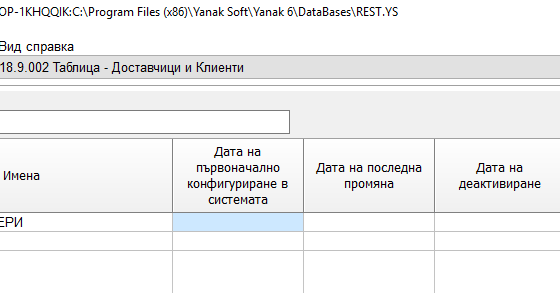 OP-1KHQQIK:C:\Program Files (x86)\Yanak Soft\Yanak 6\DataBases\REST.YS
Вид справка
18.9.002 Таблица - Доставчици и Клиенти
Имена
Дата на
първоначално
конфигуриране в
системата
Дата на последна
промяна
Дата на
деактивиране
ЕРИ